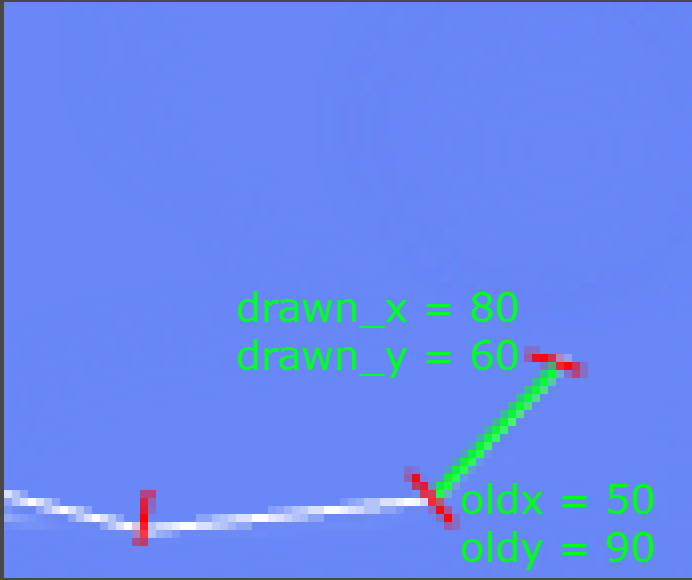 drawn_x = 80
drawn_y = 60
oldx = 50
oldy = 90